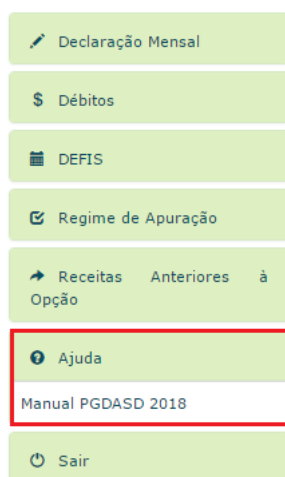 Declaração Mensal
Débitos
DEFIS
Regime de Apuração
Receitas Anteriores à
Opção
Ajuda
Manual PGDASD 2018
Sair